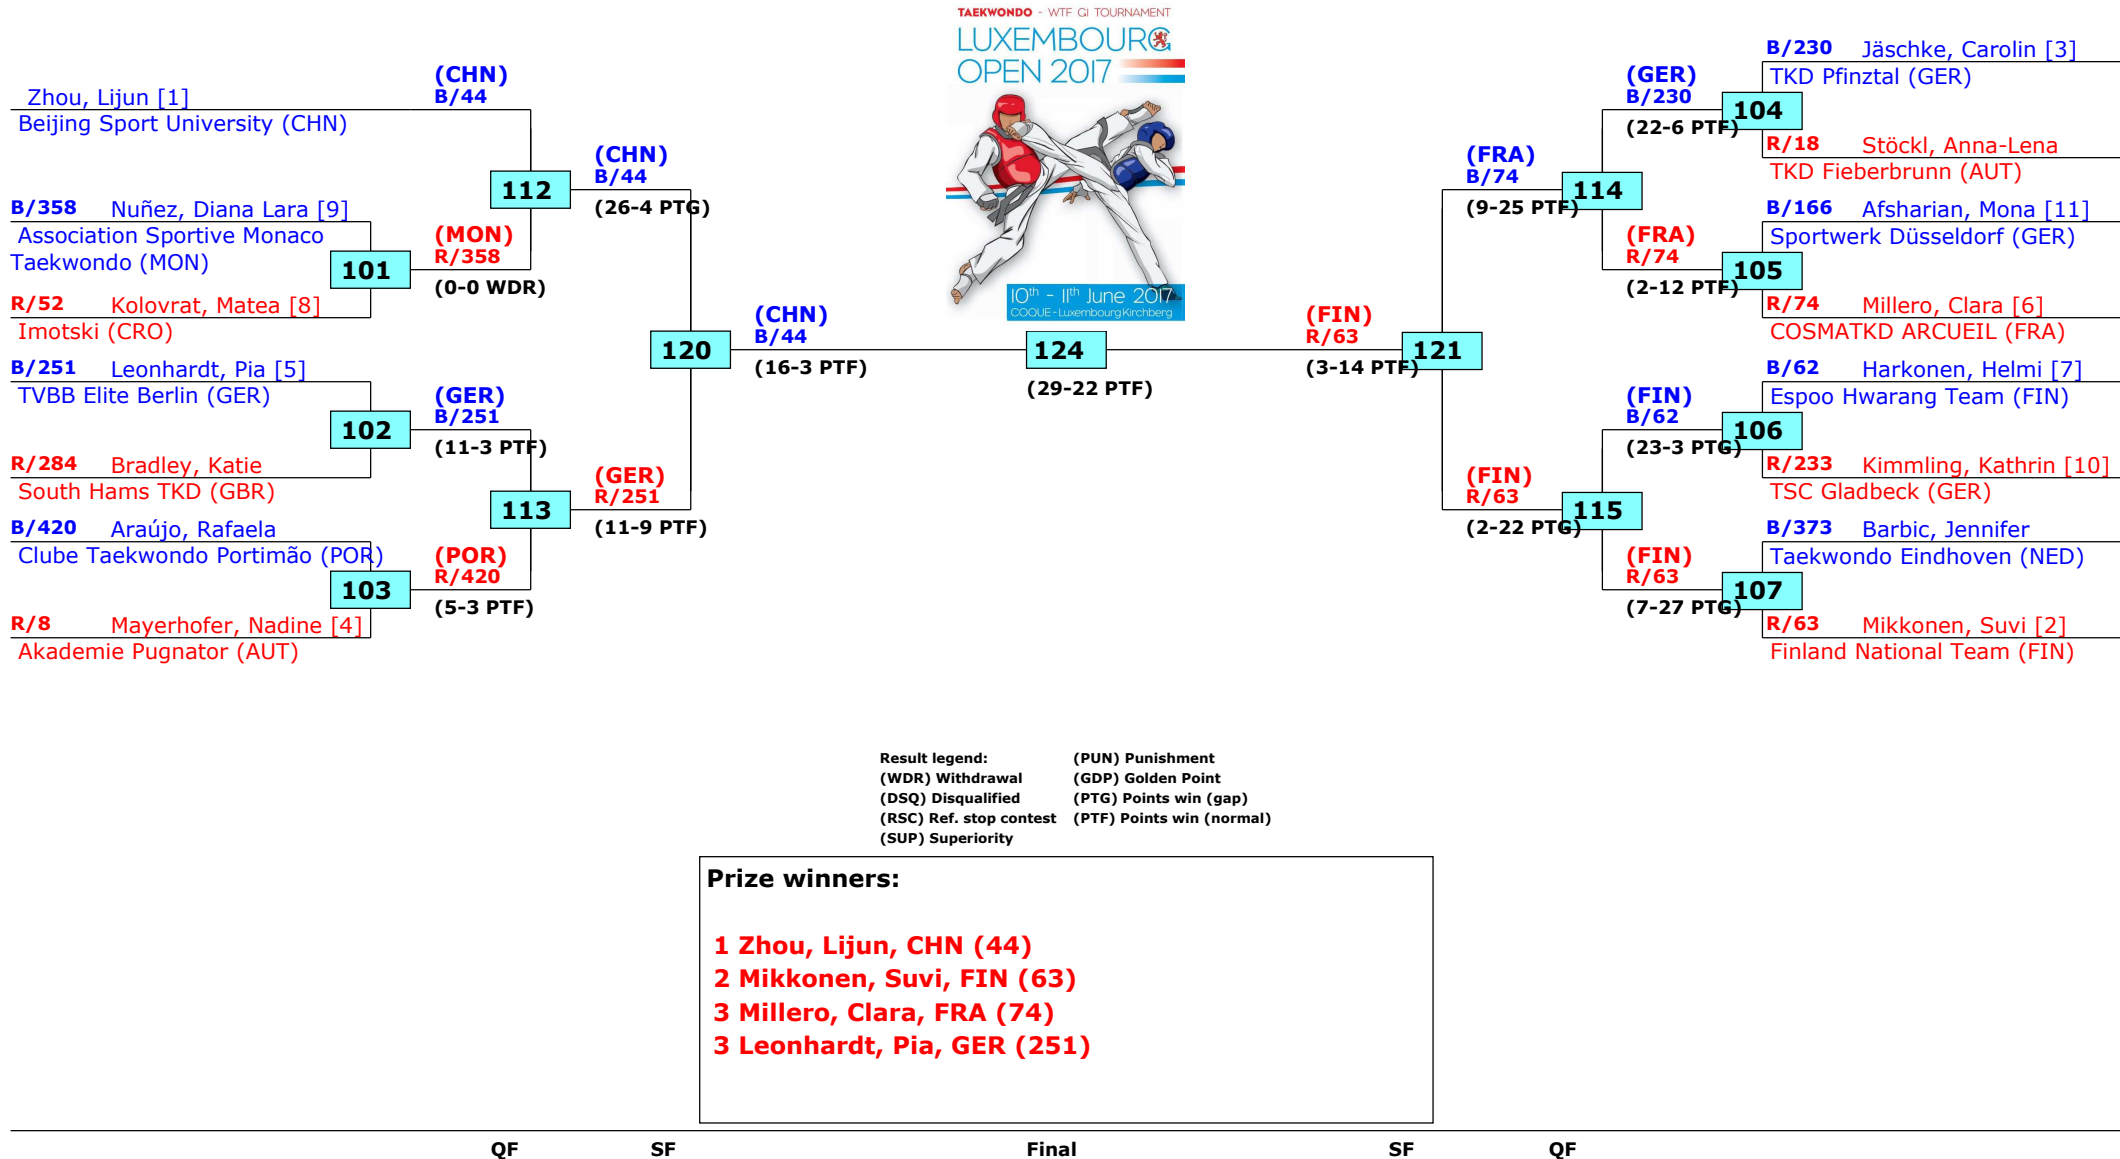 TAEKWONDO - WTF G1 TOURNAMENT
LUXEMBOURG
OPEN 2017
10th - 11th June 2017
COQUE - Luxembourg Kirchberg
Zhou, Lijun [1]
Beijing Sport University (CHN)
B/358 Nuñez, Diana Lara [9]
Association Sportive Monaco
Taekwondo (MON)
101
R/52 Kolovrat, Matea [8]
Imotski (CRO)
B/251 Leonhardt, Pia [5]
TVBB Elite Berlin (GER)
102
R/284 Bradley, Katie
South Hams TKD (GBR)
B/420 Araújo, Rafaela
Clube Taekwondo Portimão (POR)
103
R/8 Mayerhofer, Nadine [4]
Akademie Pugnator (AUT)
(CHN)
B/44
112
(MON)
R/358
(0-0 WDR)
(GER)
B/251
(11-3 PTF)
113
(POR)
R/420
(5-3 PTF)
(CHN)
B/44
(26-4 PTG)
120
(GER)
R/251
(11-9 PTF)
(CHN)
B/44
(16-3 PTF)
124
(29-22 PTF)
(FIN)
R/63
(3-14 PTF)
121
(FRA)
B/74
(9-25 PTF)
114
(FIN)
R/63
(2-22 PTG)
115
(GER)
B/230
(22-6 PTF)
104
(FRA)
R/74
(2-12 PTF)
105
(FIN)
B/62
(23-3 PTG)
106
(FIN)
R/63
(7-27 PTG)
107
B/230 Jäschke, Carolin [3]
TKD Pfinztal (GER)
R/18 Stöckl, Anna-Lena
TKD Fieberbrunn (AUT)
B/166 Afsharian, Mona [11]
Sportwerk Düsseldorf (GER)
R/74 Millero, Clara [6]
COSMATKD ARCUEIL (FRA)
B/62 Harkonen, Helmi [7]
Espoo Hwarang Team (FIN)
R/233 Kimmling, Kathrin [10]
TSC Gladbeck (GER)
B/373 Barbic, Jennifer
Taekwondo Eindhoven (NED)
R/63 Mikkonen, Suvi [2]
Finland National Team (FIN)
Result legend: (PUN) Punishment
(WDR) Withdrawal (GDP) Golden Point
(DSQ) Disqualified (PTG) Points win (gap)
(RSC) Ref. stop contest (PTF) Points win (normal)
(SUP) Superiority
Prize winners:
1 Zhou, Lijun, CHN (44)
2 Mikkonen, Suvi, FIN (63)
3 Millero, Clara, FRA (74)
3 Leonhardt, Pia, GER (251)
QF SF Final SF QF